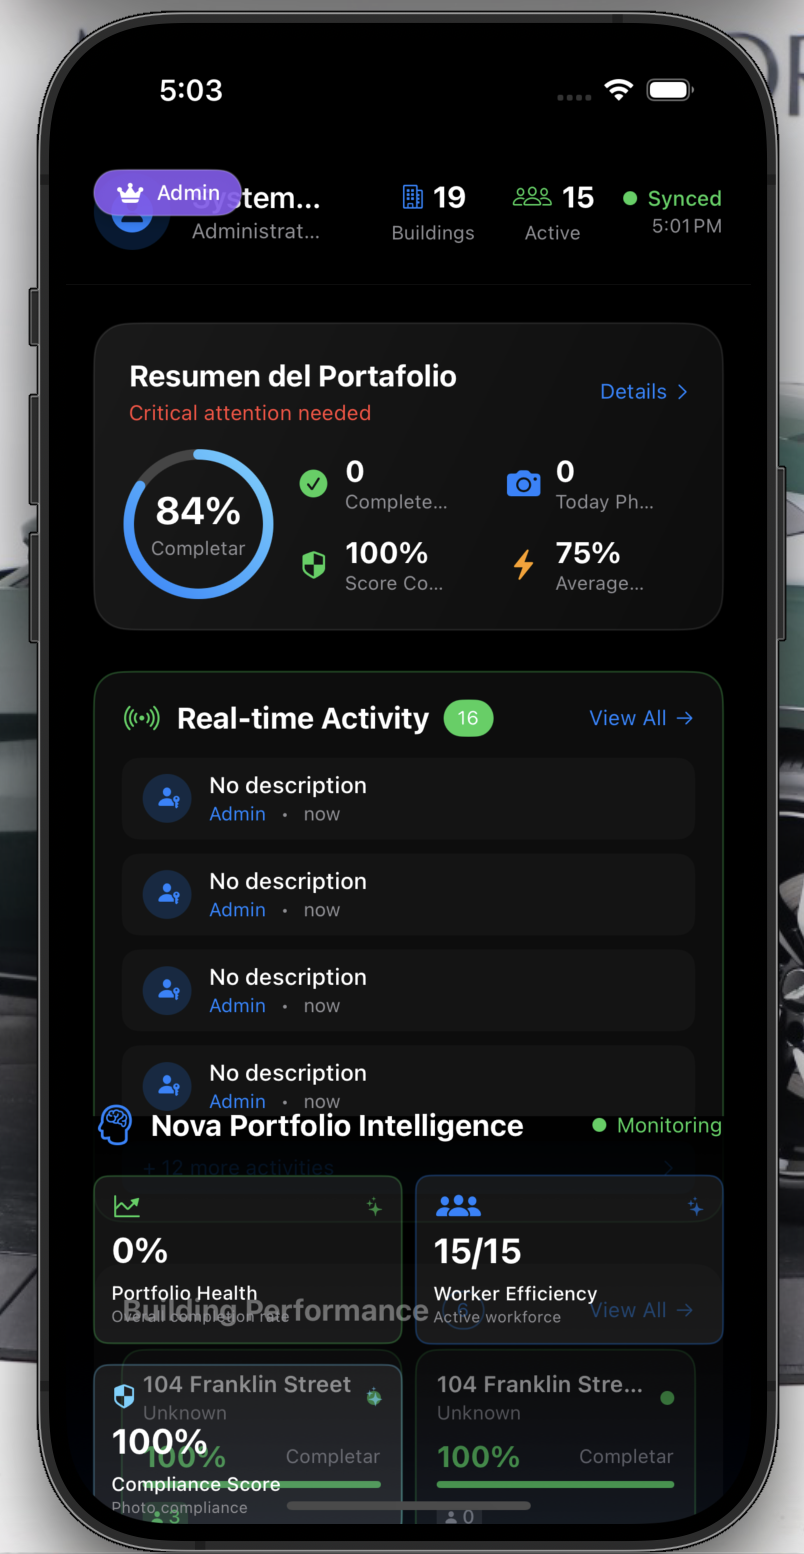 5:03
Admin
System...
Administrat...
19
Buildings
15
Active
Synced
5:01 PM
Resumen del Portafolio
Critical attention needed
Details
84%
Completar
0
Complete...
0
Today Ph...
100%
Score Co...
75%
Average...
Real-time Activity
16
View All →
No description
Admin • now
No description
Admin • now
No description
Admin • now
No description
Admin • now
Nova Portfolio Intelligence
Monitoring
+ 12 more activities
0%
Portfolio Health
Overall completion rate
15/15
Worker Efficiency
Active workforce
Building Performance
6
View All →
104 Franklin Street
Unknown
100%
Completar
3
104 Franklin Stre...
Unknown
100%
Completar
0
100%
Compliance Score
Photo compliance